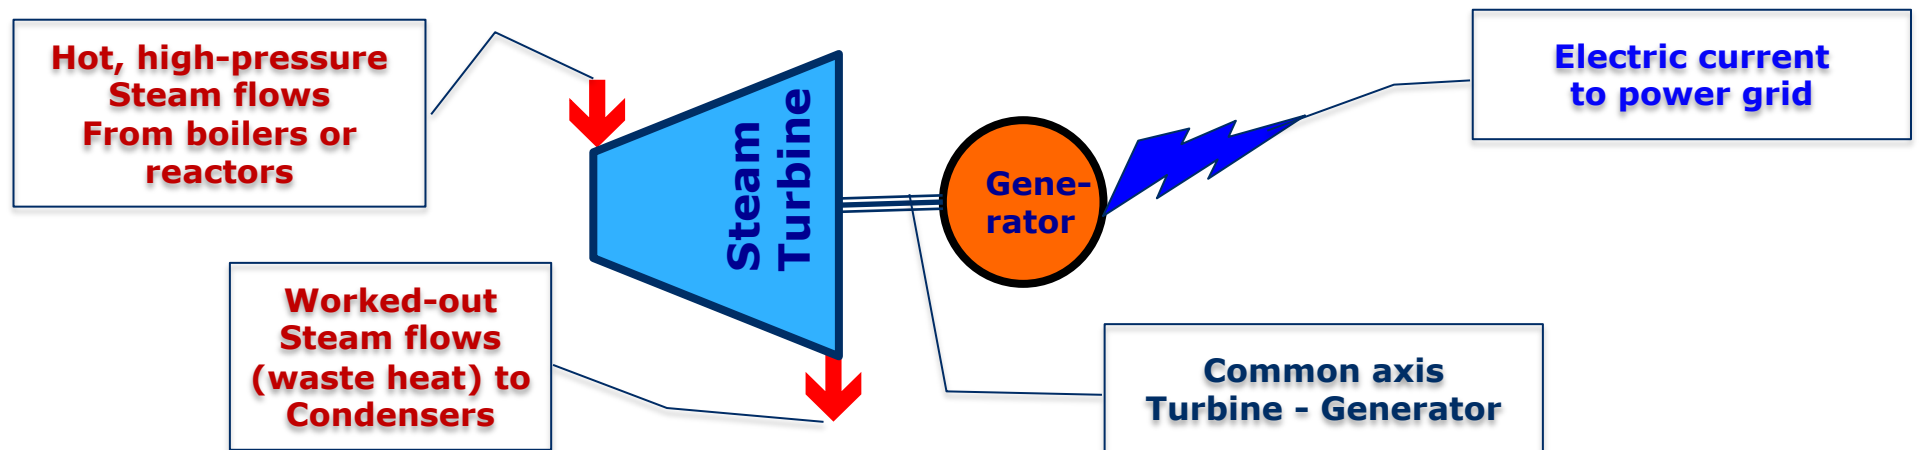 Hot, high-pressure
Steam flows
From boilers or
reactors
Steam
Turbine
Gene-
rator
Electric current
to power grid
Worked-out
Steam flows
(waste heat) to
Condensers
Common axis
Turbine - Generator